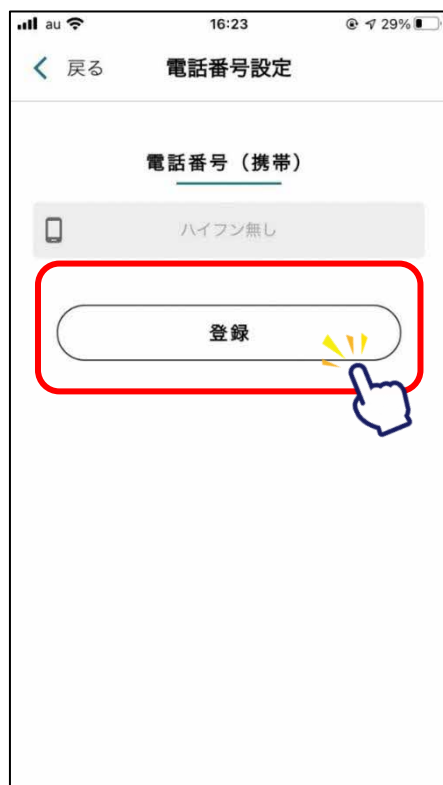 au 16:23 29%
戻る 電話番号設定
電話番号（携帯）
ハイフン無し
登録